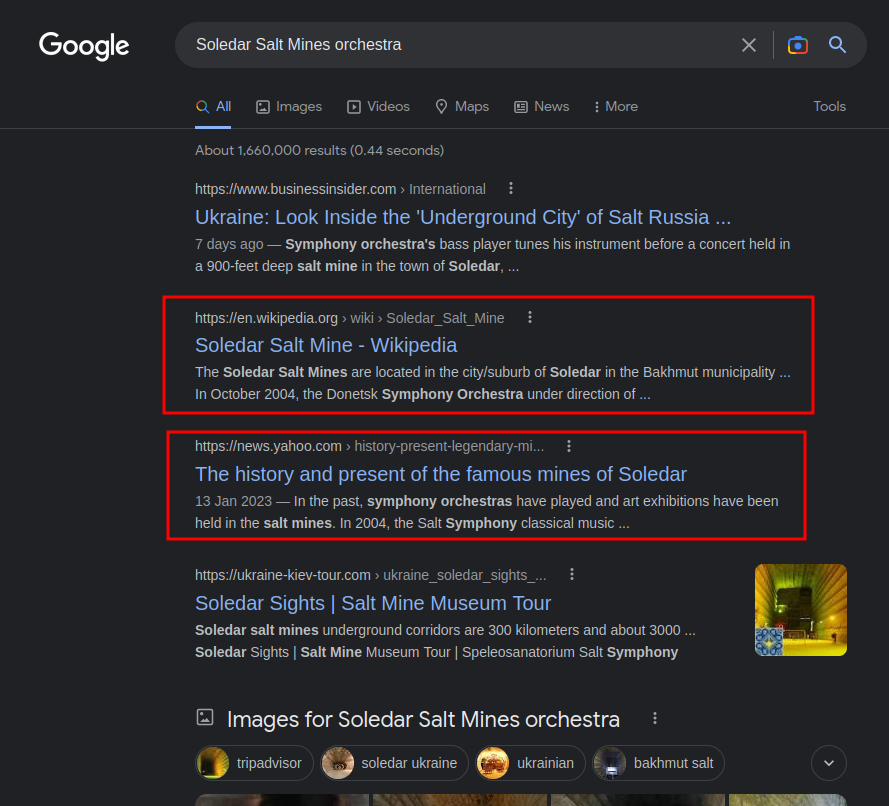 Google
Soledar Salt Mines orchestra
All Images Videos Maps News More Tools
About 1,660,000 results (0.44 seconds)
https://www.businessinsider.com › International
Ukraine: Look Inside the 'Underground City' of Salt Russia ...
7 days ago — Symphony orchestra's bass player tunes his instrument before a concert held in
a 900-feet deep salt mine in the town of Soledar, ...
https://en.wikipedia.org › wiki › Soledar_Salt_Mine
Soledar Salt Mine - Wikipedia
The Soledar Salt Mines are located in the city/suburb of Soledar in the Bakhmut municipality ...
In October 2004, the Donetsk Symphony Orchestra under direction of ...
https://news.yahoo.com › history-present-legendary-mi...
The history and present of the famous mines of Soledar
13 Jan 2023 — In the past, symphony orchestras have played and art exhibitions have been
held in the salt mines. In 2004, the Salt Symphony classical music ...
https://ukraine-kiev-tour.com › ukraine_soledar_sights_...
Soledar Sights | Salt Mine Museum Tour
Soledar salt mines underground corridors are 300 kilometers and about 3000 ...
Soledar Sights | Salt Mine Museum Tour | Speleosanatorium Salt Symphony
Images for Soledar Salt Mines orchestra
tripadvisor soledar ukraine ukrainian bakhmut salt